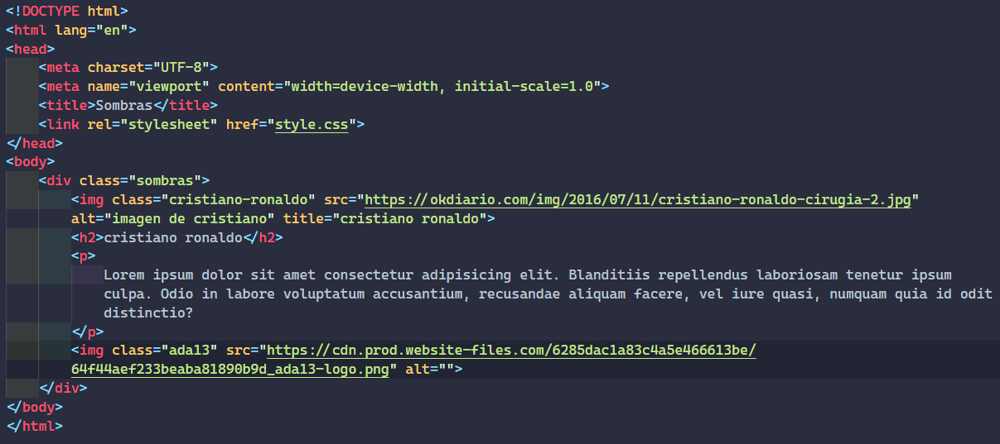 <!DOCTYPE html>
<html lang="en">
<head>
    <meta charset="UTF-8">
    <meta name="viewport" content="width=device-width, initial-scale=1.0">
    <title>Sombras</title>
    <link rel="stylesheet" href="style.css">
</head>
<body>
    <div class="sombras">
        <img class="cristiano-ronaldo" src="https://okdiario.com/img/2016/07/11/cristiano-ronaldo-cirugia-2.jpg"
        alt="imagen de cristiano" title="cristiano ronaldo">
        <h2>cristiano ronaldo</h2>
        <p>
            Lorem ipsum dolor sit amet consectetur adipisicing elit. Blanditiis repellendus laboriosam tenetur ipsum
            culpa. Odio in labore voluptatum accusantium, recusandae aliquam facere, vel iure quasi, numquam quia id odit
            distinctio?
        </p>
        <img class="ada13" src="https://cdn.prod.website-files.com/6285dac1a83c4a5e466613be/
        64f44aef233beaba81890b9d_ada13-logo.png" alt="">
    </div>
</body>
</html>